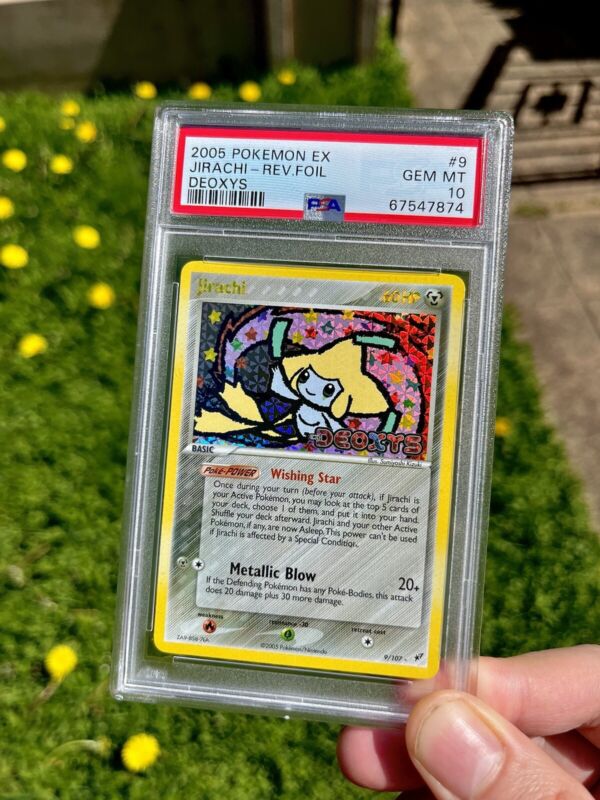 2005 POKEMON EX #9
JIRACHI - REV.FOIL GEM MT
DEOXYS 10
PSA 67547874
Jirachi 60 HP
DEOXYS
BASIC
Illus. Sumiyoshi Kizuki
Poké-POWER Wishing Star
Once during your turn (before your attack), if Jirachi is
your Active Pokémon, you may look at the top 5 cards of
your deck, choose 1 of them, and put it into your hand.
Shuffle your deck afterward. Jirachi and your other Active
Pokémon, if any, are now Asleep. This power can't be used
if Jirachi is affected by a Special Condition.
Metallic Blow 20+
If the Defending Pokémon has any Poké-Bodies, this attack
does 20 damage plus 30 more damage.
weakness resistance -30 retreat cost
©2005 Pokémon/Nintendo 9/107